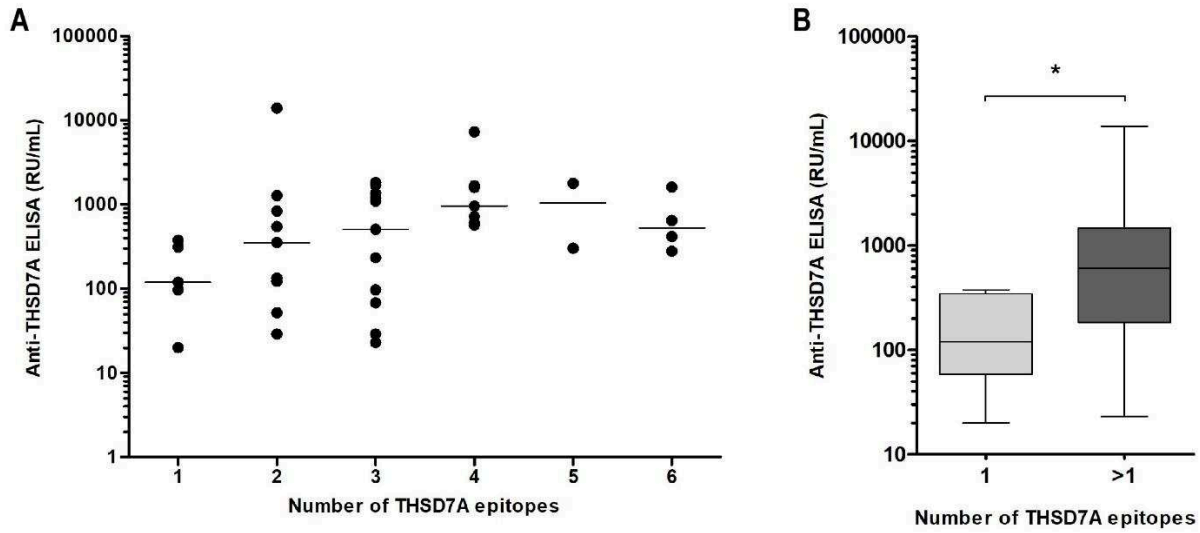 A
Anti-THSD7A ELISA (RU/mL)
100000
10000
1000
100
10
1
1 2 3 4 5 6
Number of THSD7A epitopes
B
Anti-THSD7A ELISA (RU/mL)
100000
10000
1000
100
10
*
1 >1
Number of THSD7A epitopes